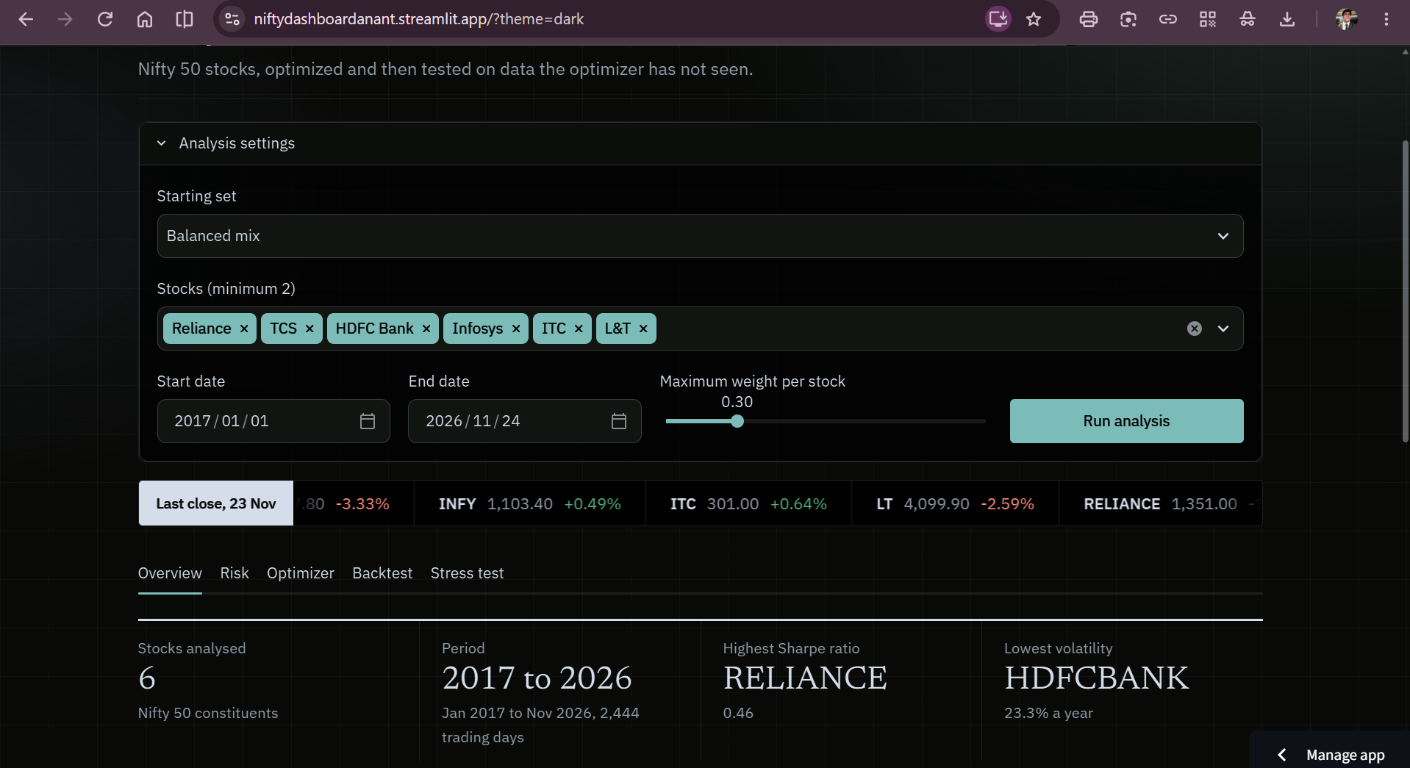 niftydashboardanant.streamlit.app/?theme=dark
Nifty 50 stocks, optimized and then tested on data the optimizer has not seen.
Analysis settings
Starting set
Balanced mix
Stocks (minimum 2)
Reliance × TCS × HDFC Bank × Infosys × ITC × L&T ×
Start date End date Maximum weight per stock
0.30
2017/01/01 2026/11/24 Run analysis
Last close, 23 Nov -3.33% INFY 1,103.40 +0.49% ITC 301.00 +0.64% LT 4,099.90 -2.59% RELIANCE 1,351.00
Overview Risk Optimizer Backtest Stress test
Stocks analysed Period Highest Sharpe ratio Lowest volatility
6 2017 to 2026 RELIANCE HDFCBANK
Nifty 50 constituents Jan 2017 to Nov 2026, 2,444 0.46 23.3% a year
trading days
Manage app